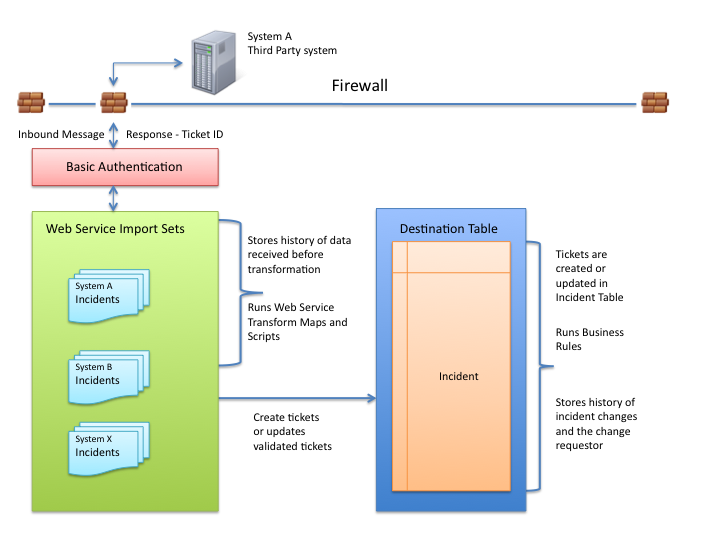 System A
Third Party system
Firewall
Inbound Message
Response - Ticket ID
Basic Authentication
Web Service Import Sets
System A
Incidents
System B
Incidents
System X
Incidents
Stores history of data
received before
transformation
Runs Web Service
Transform Maps and
Scripts
Create tickets
or updates
validated tickets
Destination Table
Incident
Tickets are
created or
updated in
Incident Table
Runs Business
Rules
Stores history of
incident changes
and the change
requestor